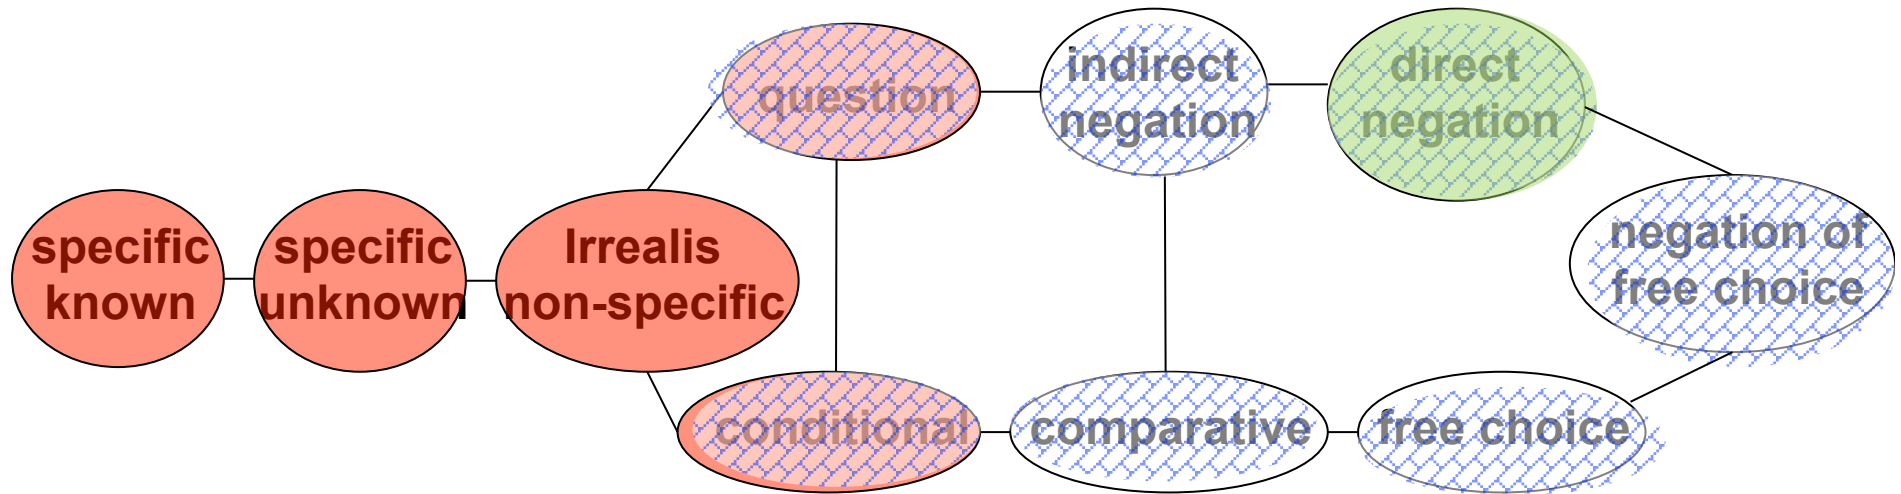 question
indirect
negation
direct
negation
specific
known
specific
unknown
Irrealis
non-specific
negation of
free choice
conditional
comparative
free choice